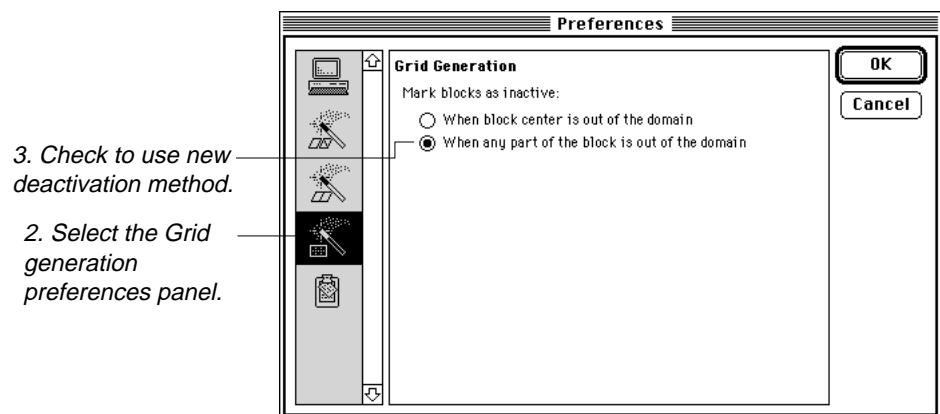 Preferences
Grid Generation
Mark blocks as inactive:
When block center is out of the domain
When any part of the block is out of the domain
OK
Cancel
3. Check to use new
deactivation method.
2. Select the Grid
generation
preferences panel.